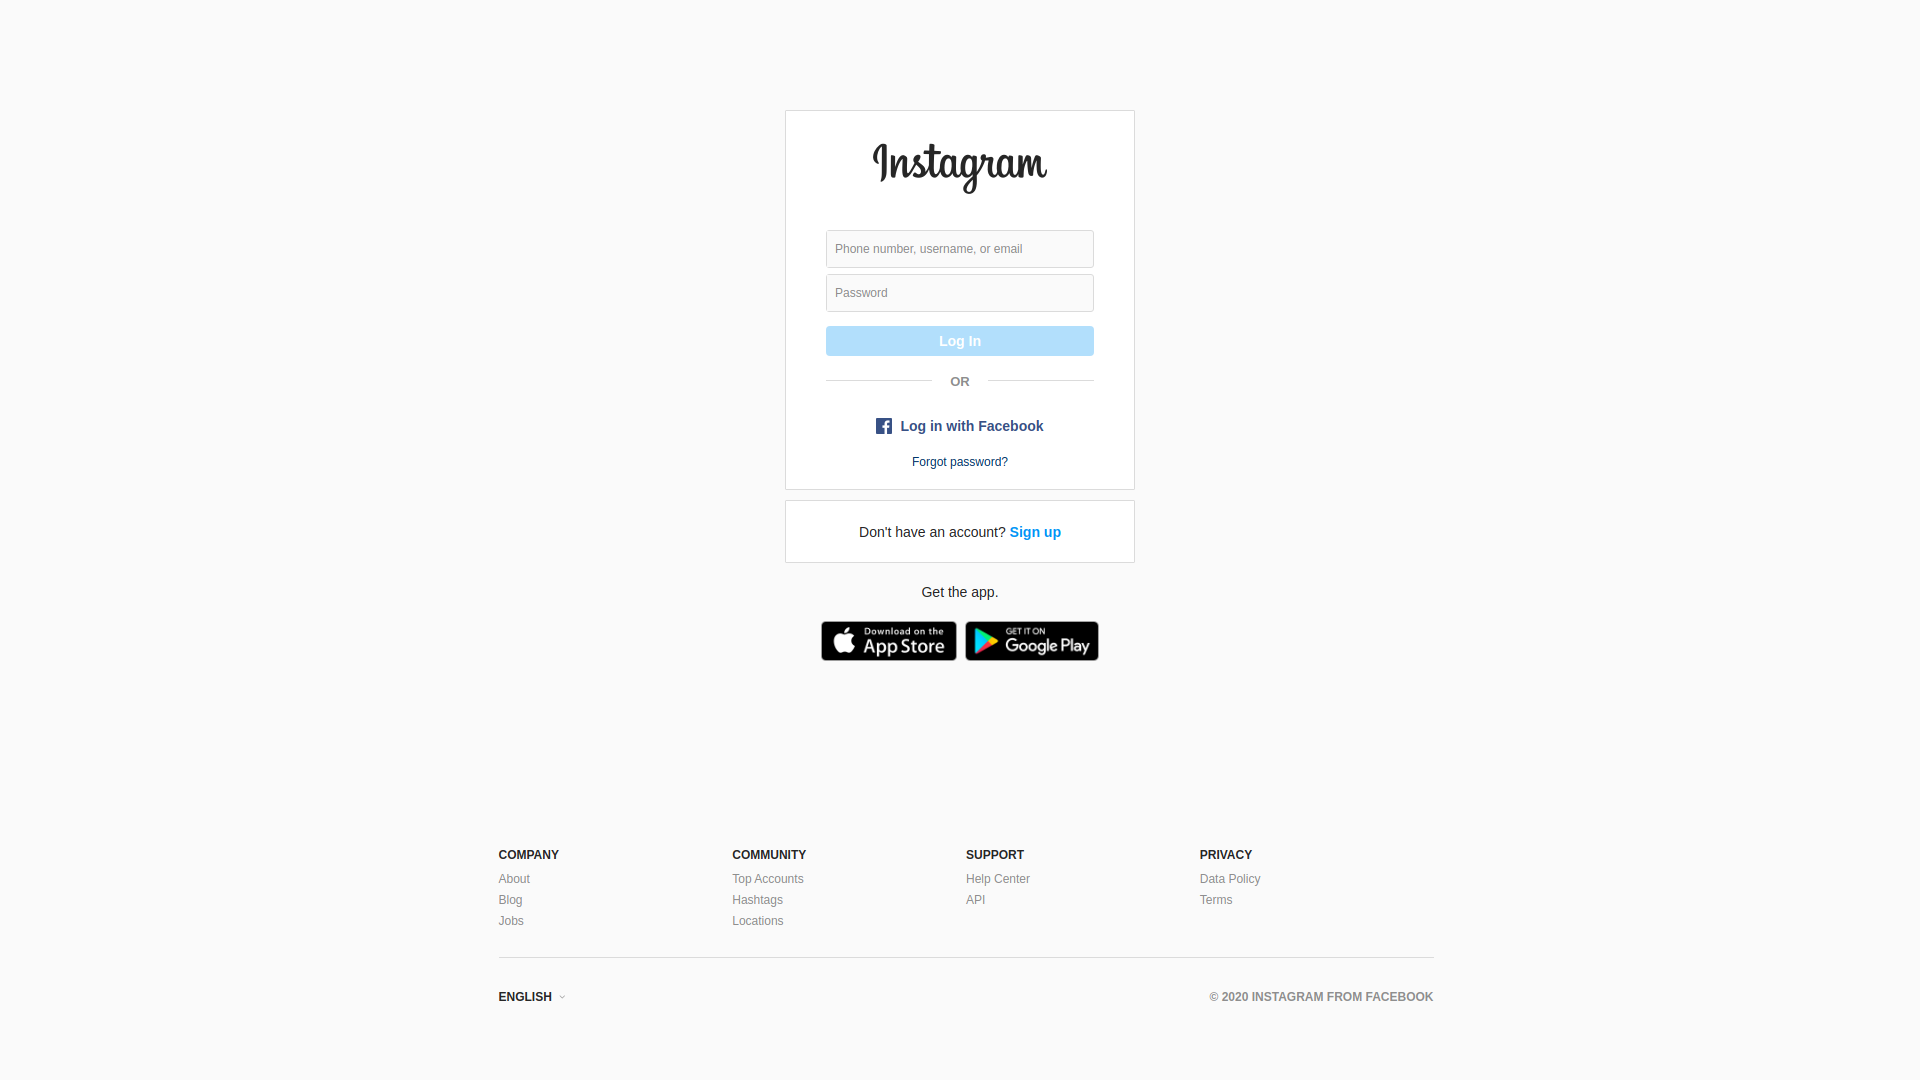 Instagram
Phone number, username, or email
Password
Log In
OR
Log in with Facebook
Forgot password?
Don't have an account? Sign up
Get the app.
Download on the
App Store
GET IT ON
Google Play
COMPANY
About
Blog
Jobs
COMMUNITY
Top Accounts
Hashtags
Locations
SUPPORT
Help Center
API
PRIVACY
Data Policy
Terms
ENGLISH
© 2020 INSTAGRAM FROM FACEBOOK